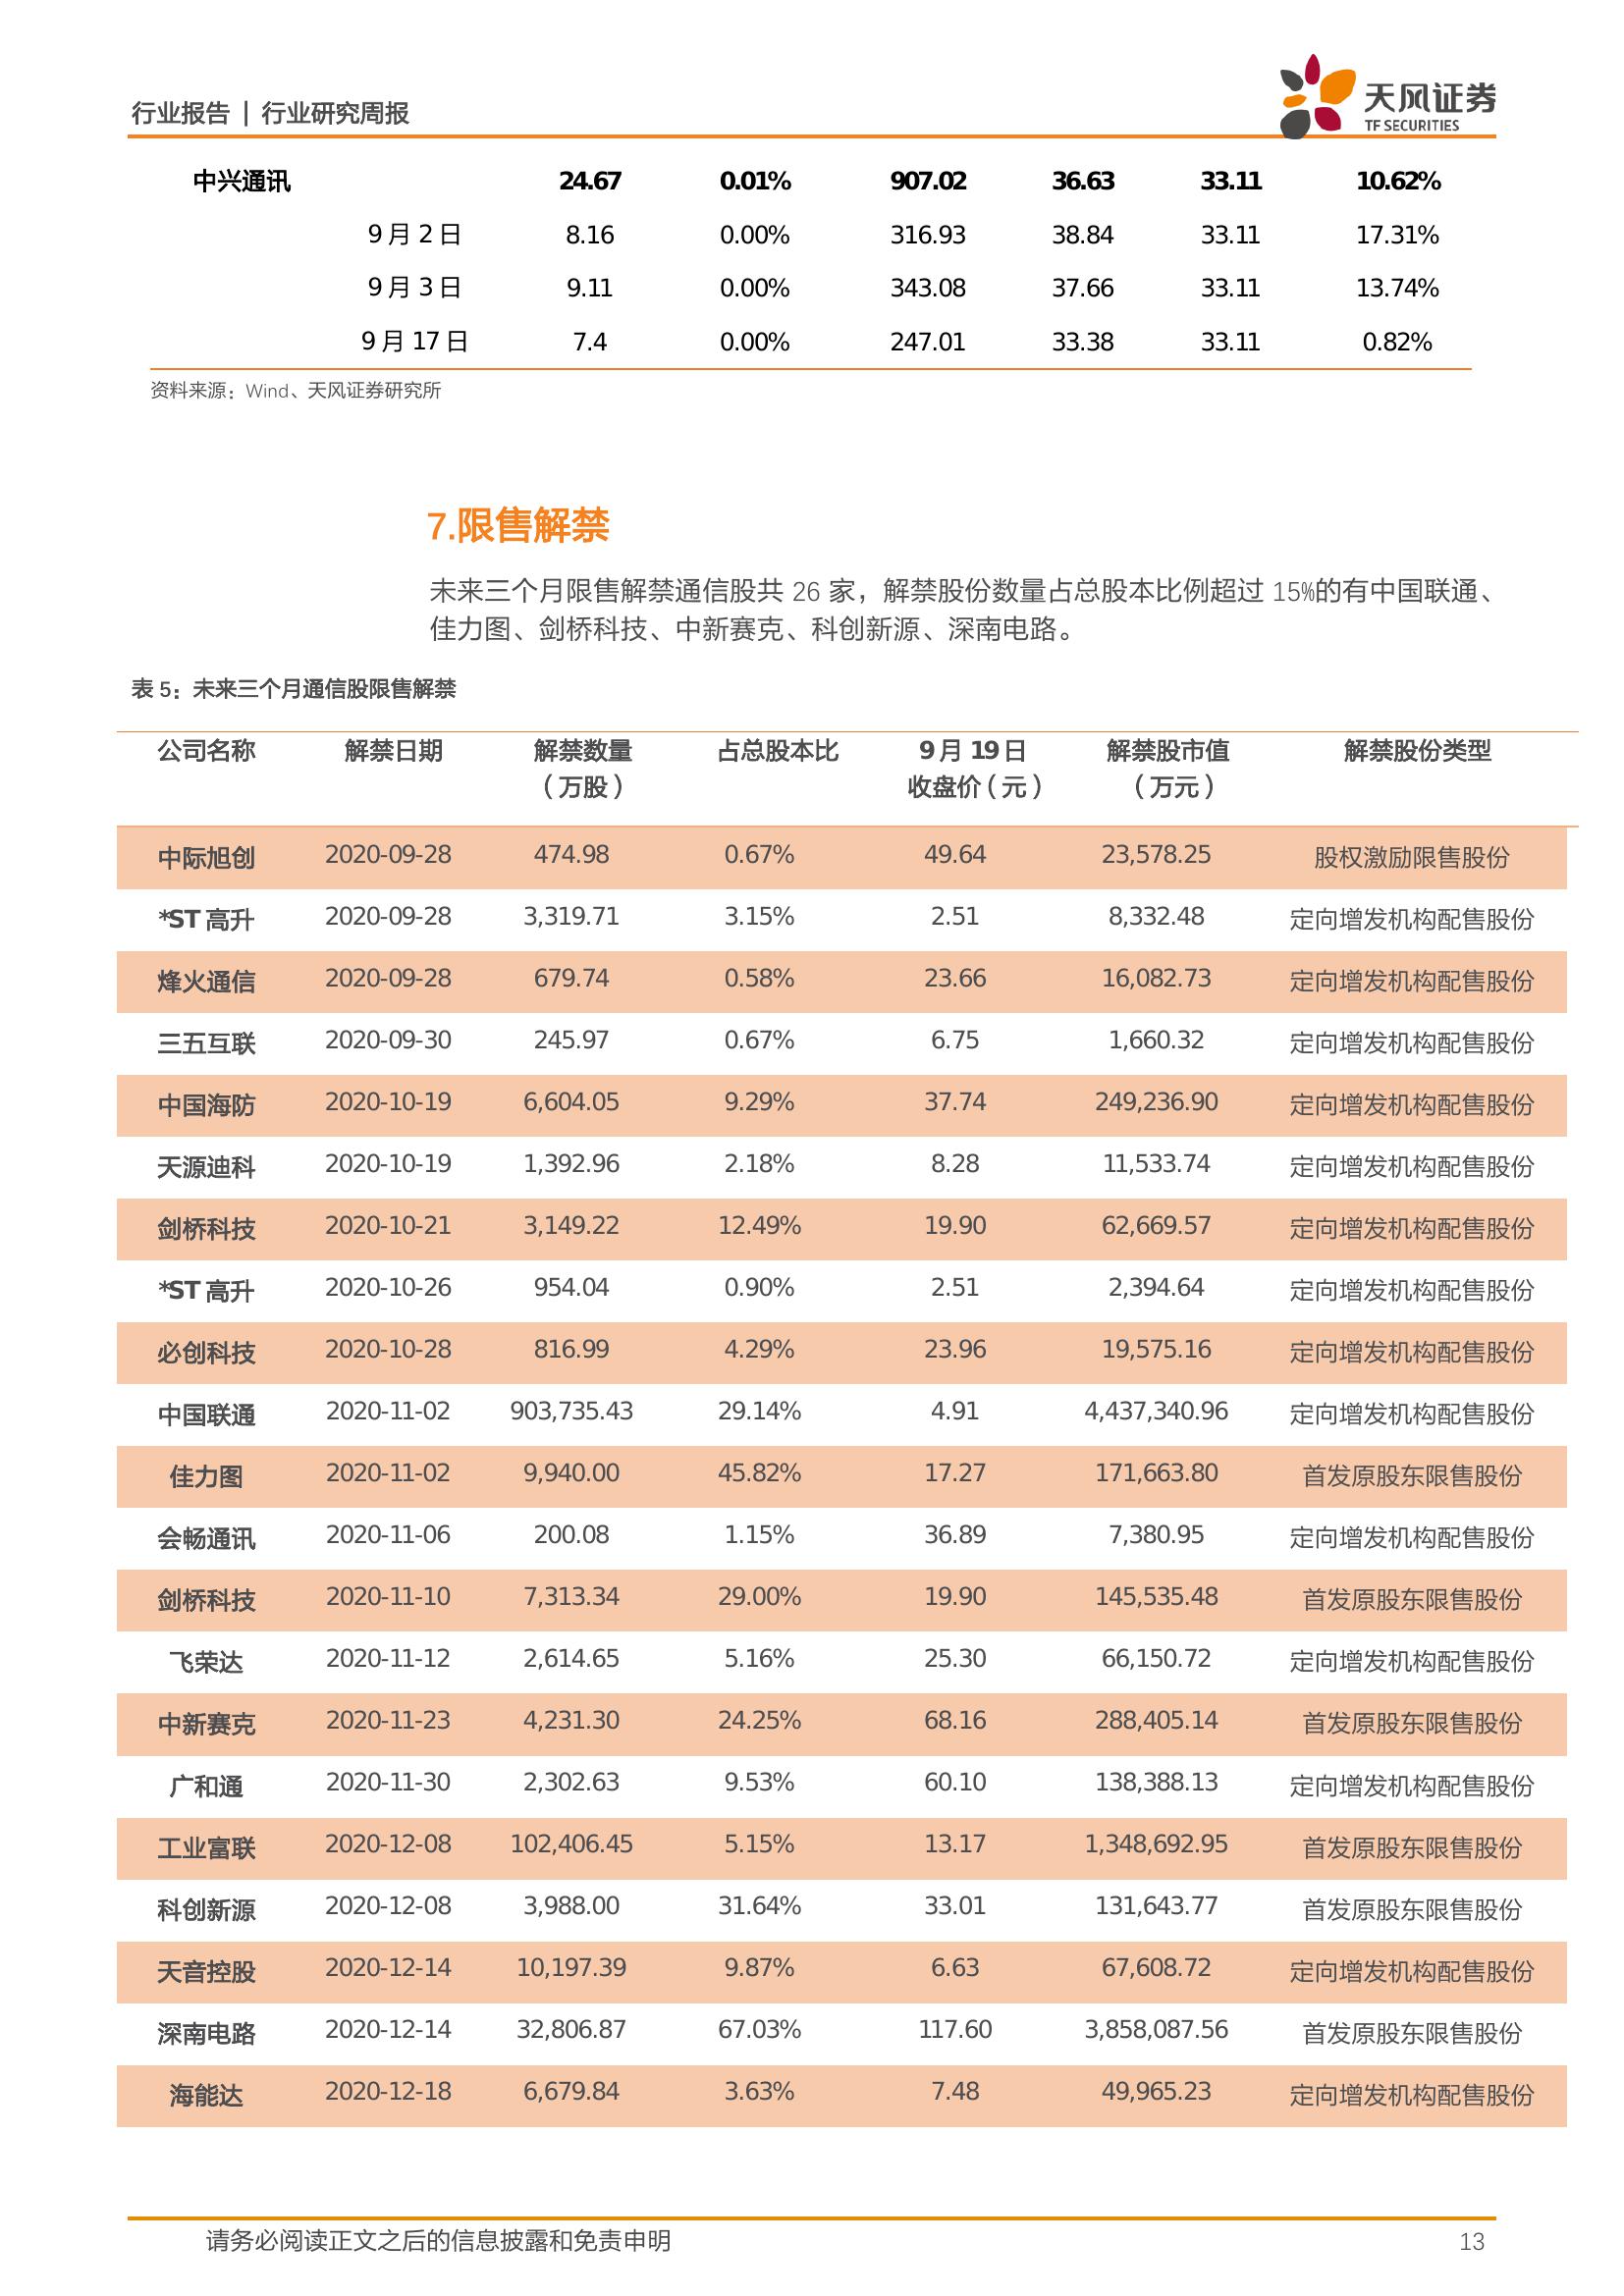 行业报告 | 行业研究周报
天风证券
TF SECURITIES
中兴通讯 24.67 0.01% 907.02 36.63 33.11 10.62%
9月2日 8.16 0.00% 316.93 38.84 33.11 17.31%
9月3日 9.11 0.00% 343.08 37.66 33.11 13.74%
9月17日 7.4 0.00% 247.01 33.38 33.11 0.82%
资料来源：Wind、天风证券研究所
7.限售解禁
未来三个月限售解禁通信股共 26 家，解禁股份数量占总股本比例超过 15%的有中国联通、
佳力图、剑桥科技、中新赛克、科创新源、深南电路。
表 5：未来三个月通信股限售解禁
公司名称 解禁日期 解禁数量 占总股本比 9月19日 解禁股市值 解禁股份类型
（万股） 收盘价（元） （万元）
中际旭创 2020-09-28 474.98 0.67% 49.64 23,578.25 股权激励限售股份
*ST高升 2020-09-28 3,319.71 3.15% 2.51 8,332.48 定向增发机构配售股份
烽火通信 2020-09-28 679.74 0.58% 23.66 16,082.73 定向增发机构配售股份
三五互联 2020-09-30 245.97 0.67% 6.75 1,660.32 定向增发机构配售股份
中国海防 2020-10-19 6,604.05 9.29% 37.74 249,236.90 定向增发机构配售股份
天源迪科 2020-10-19 1,392.96 2.18% 8.28 11,533.74 定向增发机构配售股份
剑桥科技 2020-10-21 3,149.22 12.49% 19.90 62,669.57 定向增发机构配售股份
*ST高升 2020-10-26 954.04 0.90% 2.51 2,394.64 定向增发机构配售股份
必创科技 2020-10-28 816.99 4.29% 23.96 19,575.16 定向增发机构配售股份
中国联通 2020-11-02 903,735.43 29.14% 4.91 4,437,340.96 定向增发机构配售股份
佳力图 2020-11-02 9,940.00 45.82% 17.27 171,663.80 首发原股东限售股份
会畅通讯 2020-11-06 200.08 1.15% 36.89 7,380.95 定向增发机构配售股份
剑桥科技 2020-11-10 7,313.34 29.00% 19.90 145,535.48 首发原股东限售股份
飞荣达 2020-11-12 2,614.65 5.16% 25.30 66,150.72 定向增发机构配售股份
中新赛克 2020-11-23 4,231.30 24.25% 68.16 288,405.14 首发原股东限售股份
广和通 2020-11-30 2,302.63 9.53% 60.10 138,388.13 定向增发机构配售股份
工业富联 2020-12-08 102,406.45 5.15% 13.17 1,348,692.95 首发原股东限售股份
科创新源 2020-12-08 3,988.00 31.64% 33.01 131,643.77 首发原股东限售股份
天音控股 2020-12-14 10,197.39 9.87% 6.63 67,608.72 定向增发机构配售股份
深南电路 2020-12-14 32,806.87 67.03% 117.60 3,858,087.56 首发原股东限售股份
海能达 2020-12-18 6,679.84 3.63% 7.48 49,965.23 定向增发机构配售股份
请务必阅读正文之后的信息披露和免责申明 13